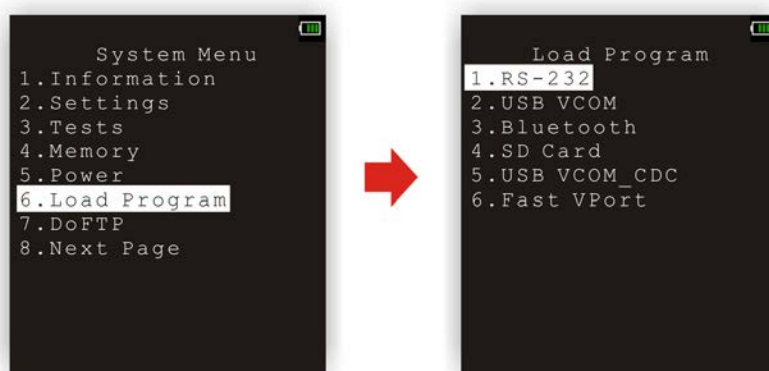 System Menu
1.Information
2.Settings
3.Tests
4.Memory
5.Power
6.Load Program
7.DoFTP
8.Next Page
Load Program
1.RS-232
2.USB VCOM
3.Bluetooth
4.SD Card
5.USB VCOM_CDC
6.Fast VPort